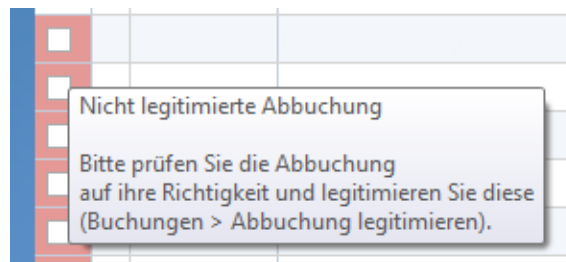 Nicht legitimierte Abbuchung
Bitte prüfen Sie die Abbuchung
auf ihre Richtigkeit und legitimieren Sie diese
(Buchungen > Abbuchung legitimieren).